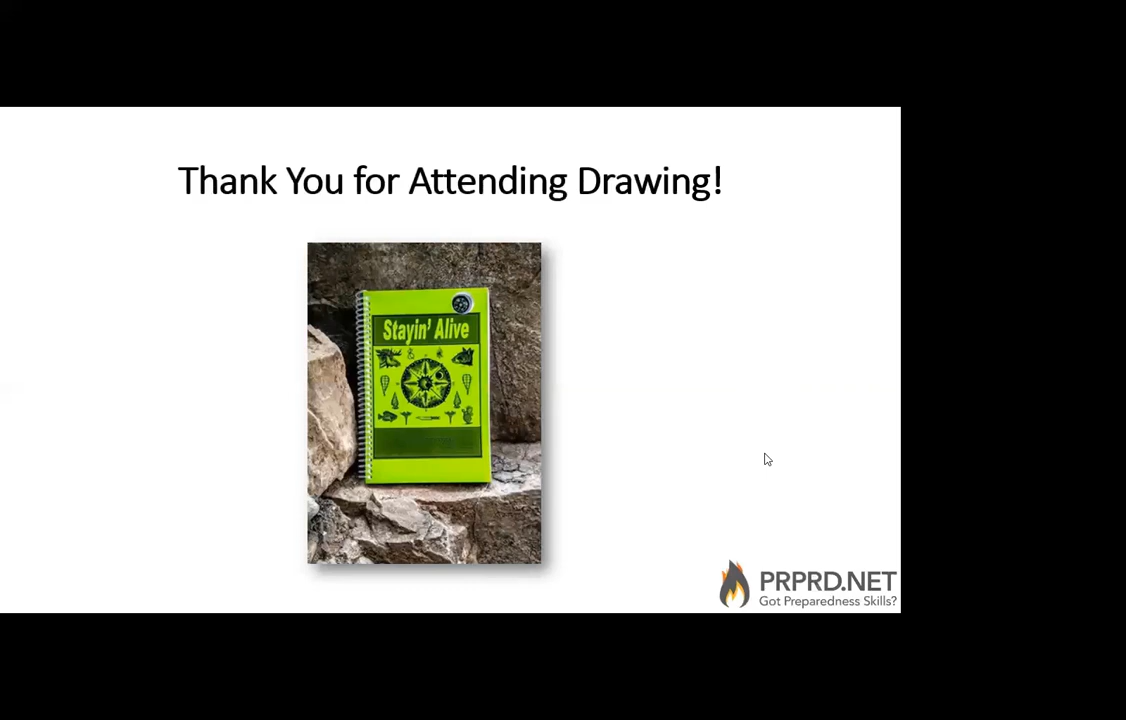 Thank You for Attending Drawing!
Stayin' Alive
PRPRD.NET
Got Preparedness Skills?